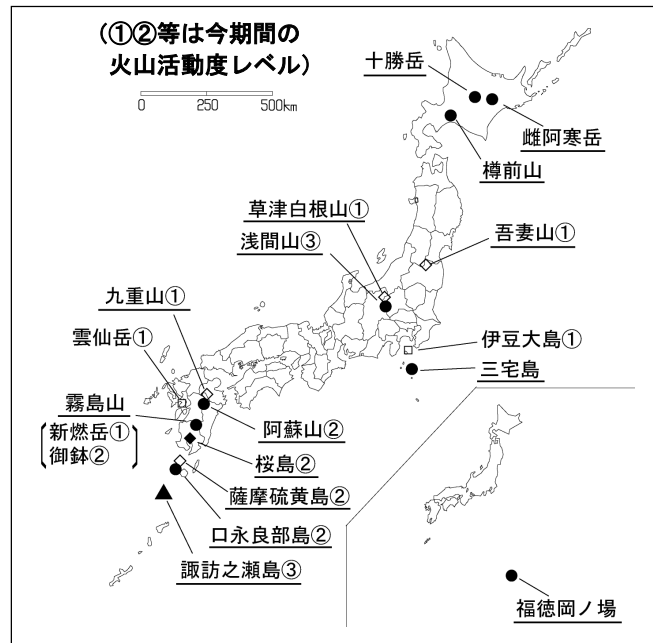 (①②等は今期間の
火山活動度レベル)
0 250 500km
十勝岳
雌阿寒岳
樽前山
草津白根山①
浅間山③
吾妻山①
九重山①
雲仙岳①
伊豆大島①
三宅島
霧島山
新燃岳①
御鉢②
阿蘇山②
桜島②
薩摩硫黄島②
口永良部島②
諏訪之瀬島③
福徳岡ノ場